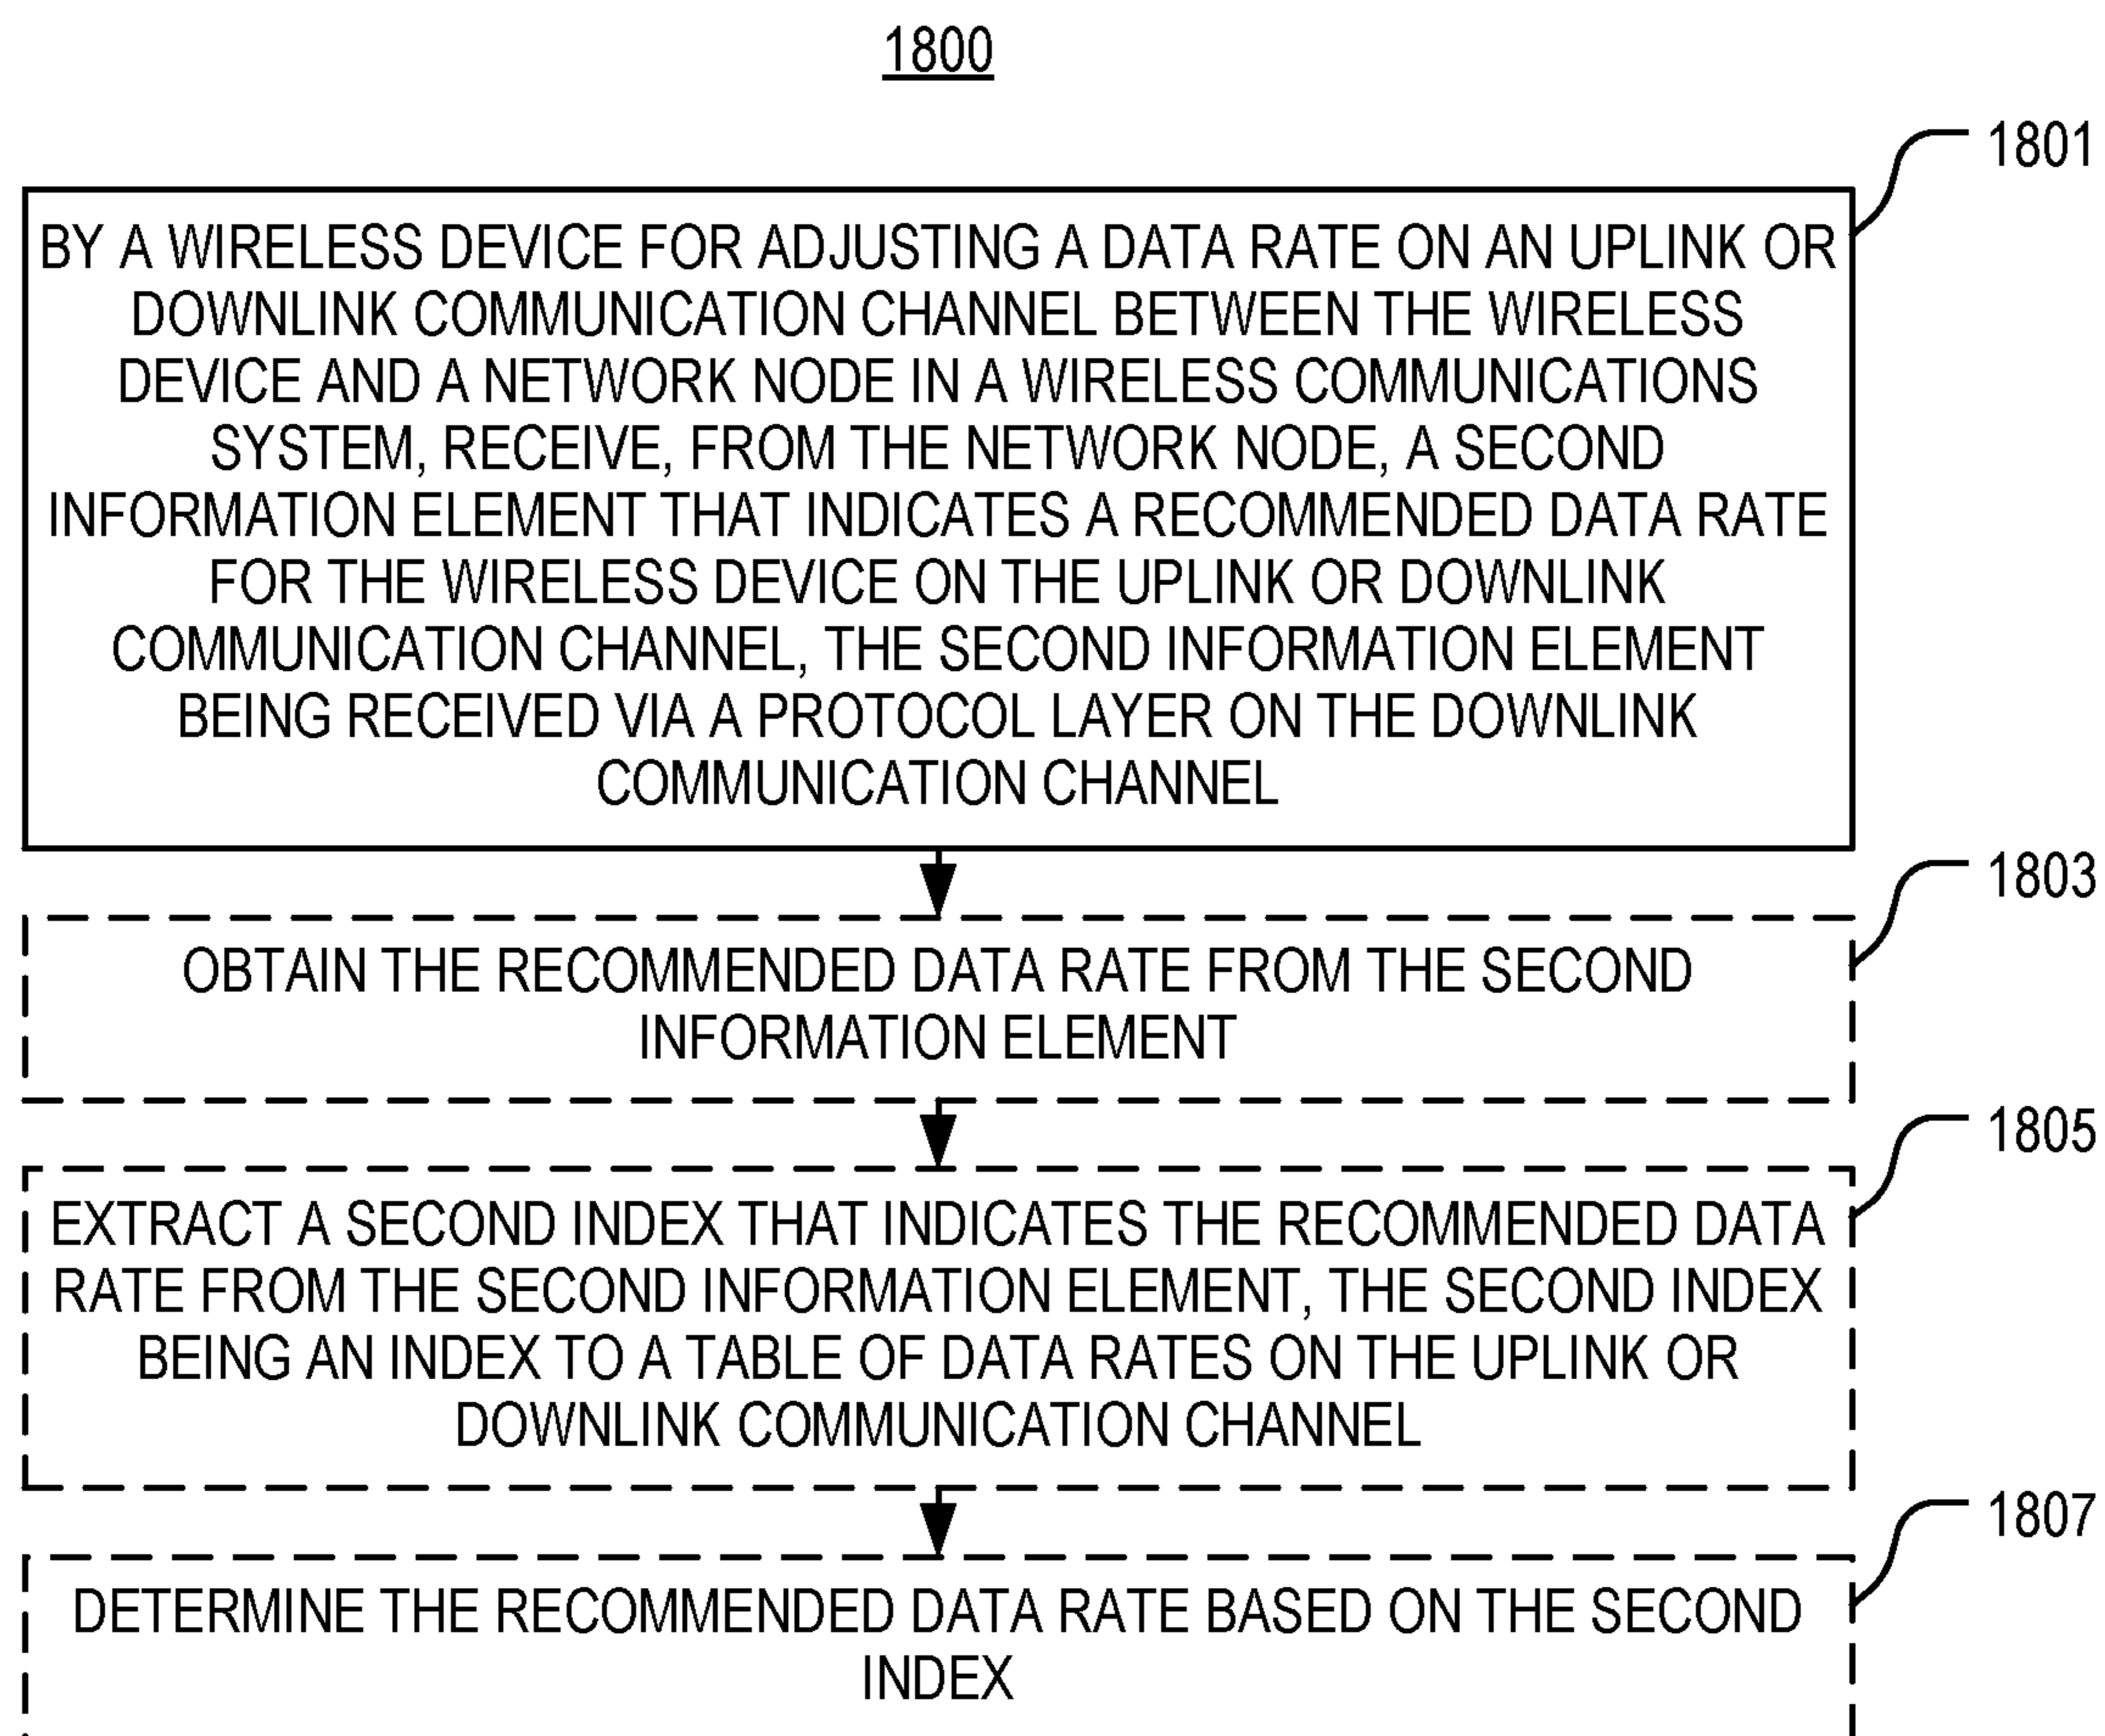 1800
1801
BY A WIRELESS DEVICE FOR ADJUSTING A DATA RATE ON AN UPLINK OR
DOWNLINK COMMUNICATION CHANNEL BETWEEN THE WIRELESS
DEVICE AND A NETWORK NODE IN A WIRELESS COMMUNICATIONS
SYSTEM, RECEIVE, FROM THE NETWORK NODE, A SECOND
INFORMATION ELEMENT THAT INDICATES A RECOMMENDED DATA RATE
FOR THE WIRELESS DEVICE ON THE UPLINK OR DOWNLINK
COMMUNICATION CHANNEL, THE SECOND INFORMATION ELEMENT
BEING RECEIVED VIA A PROTOCOL LAYER ON THE DOWNLINK
COMMUNICATION CHANNEL
1803
OBTAIN THE RECOMMENDED DATA RATE FROM THE SECOND
INFORMATION ELEMENT
1805
EXTRACT A SECOND INDEX THAT INDICATES THE RECOMMENDED DATA
RATE FROM THE SECOND INFORMATION ELEMENT, THE SECOND INDEX
BEING AN INDEX TO A TABLE OF DATA RATES ON THE UPLINK OR
DOWNLINK COMMUNICATION CHANNEL
1807
DETERMINE THE RECOMMENDED DATA RATE BASED ON THE SECOND
INDEX